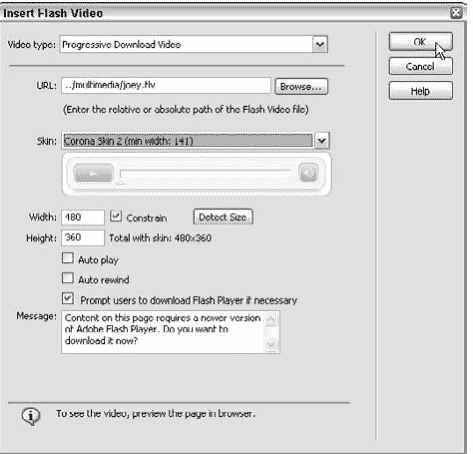 Insert Flash Video
Video type: Progressive Download Video
OK
Cancel
Help
URL: ../multimedia/joey.flv Browse...
(Enter the relative or absolute path of the Flash Video file)
Skin: Corona Skin 2 (min width: 141)
Width: 480 Constrain Detect Size
Height: 360 Total with skin: 480x360
Auto play
Auto rewind
Prompt users to download Flash Player if necessary
Message: Content on this page requires a newer version
of Adobe Flash Player. Do you want to
download it now?
To see the video, preview the page in browser.